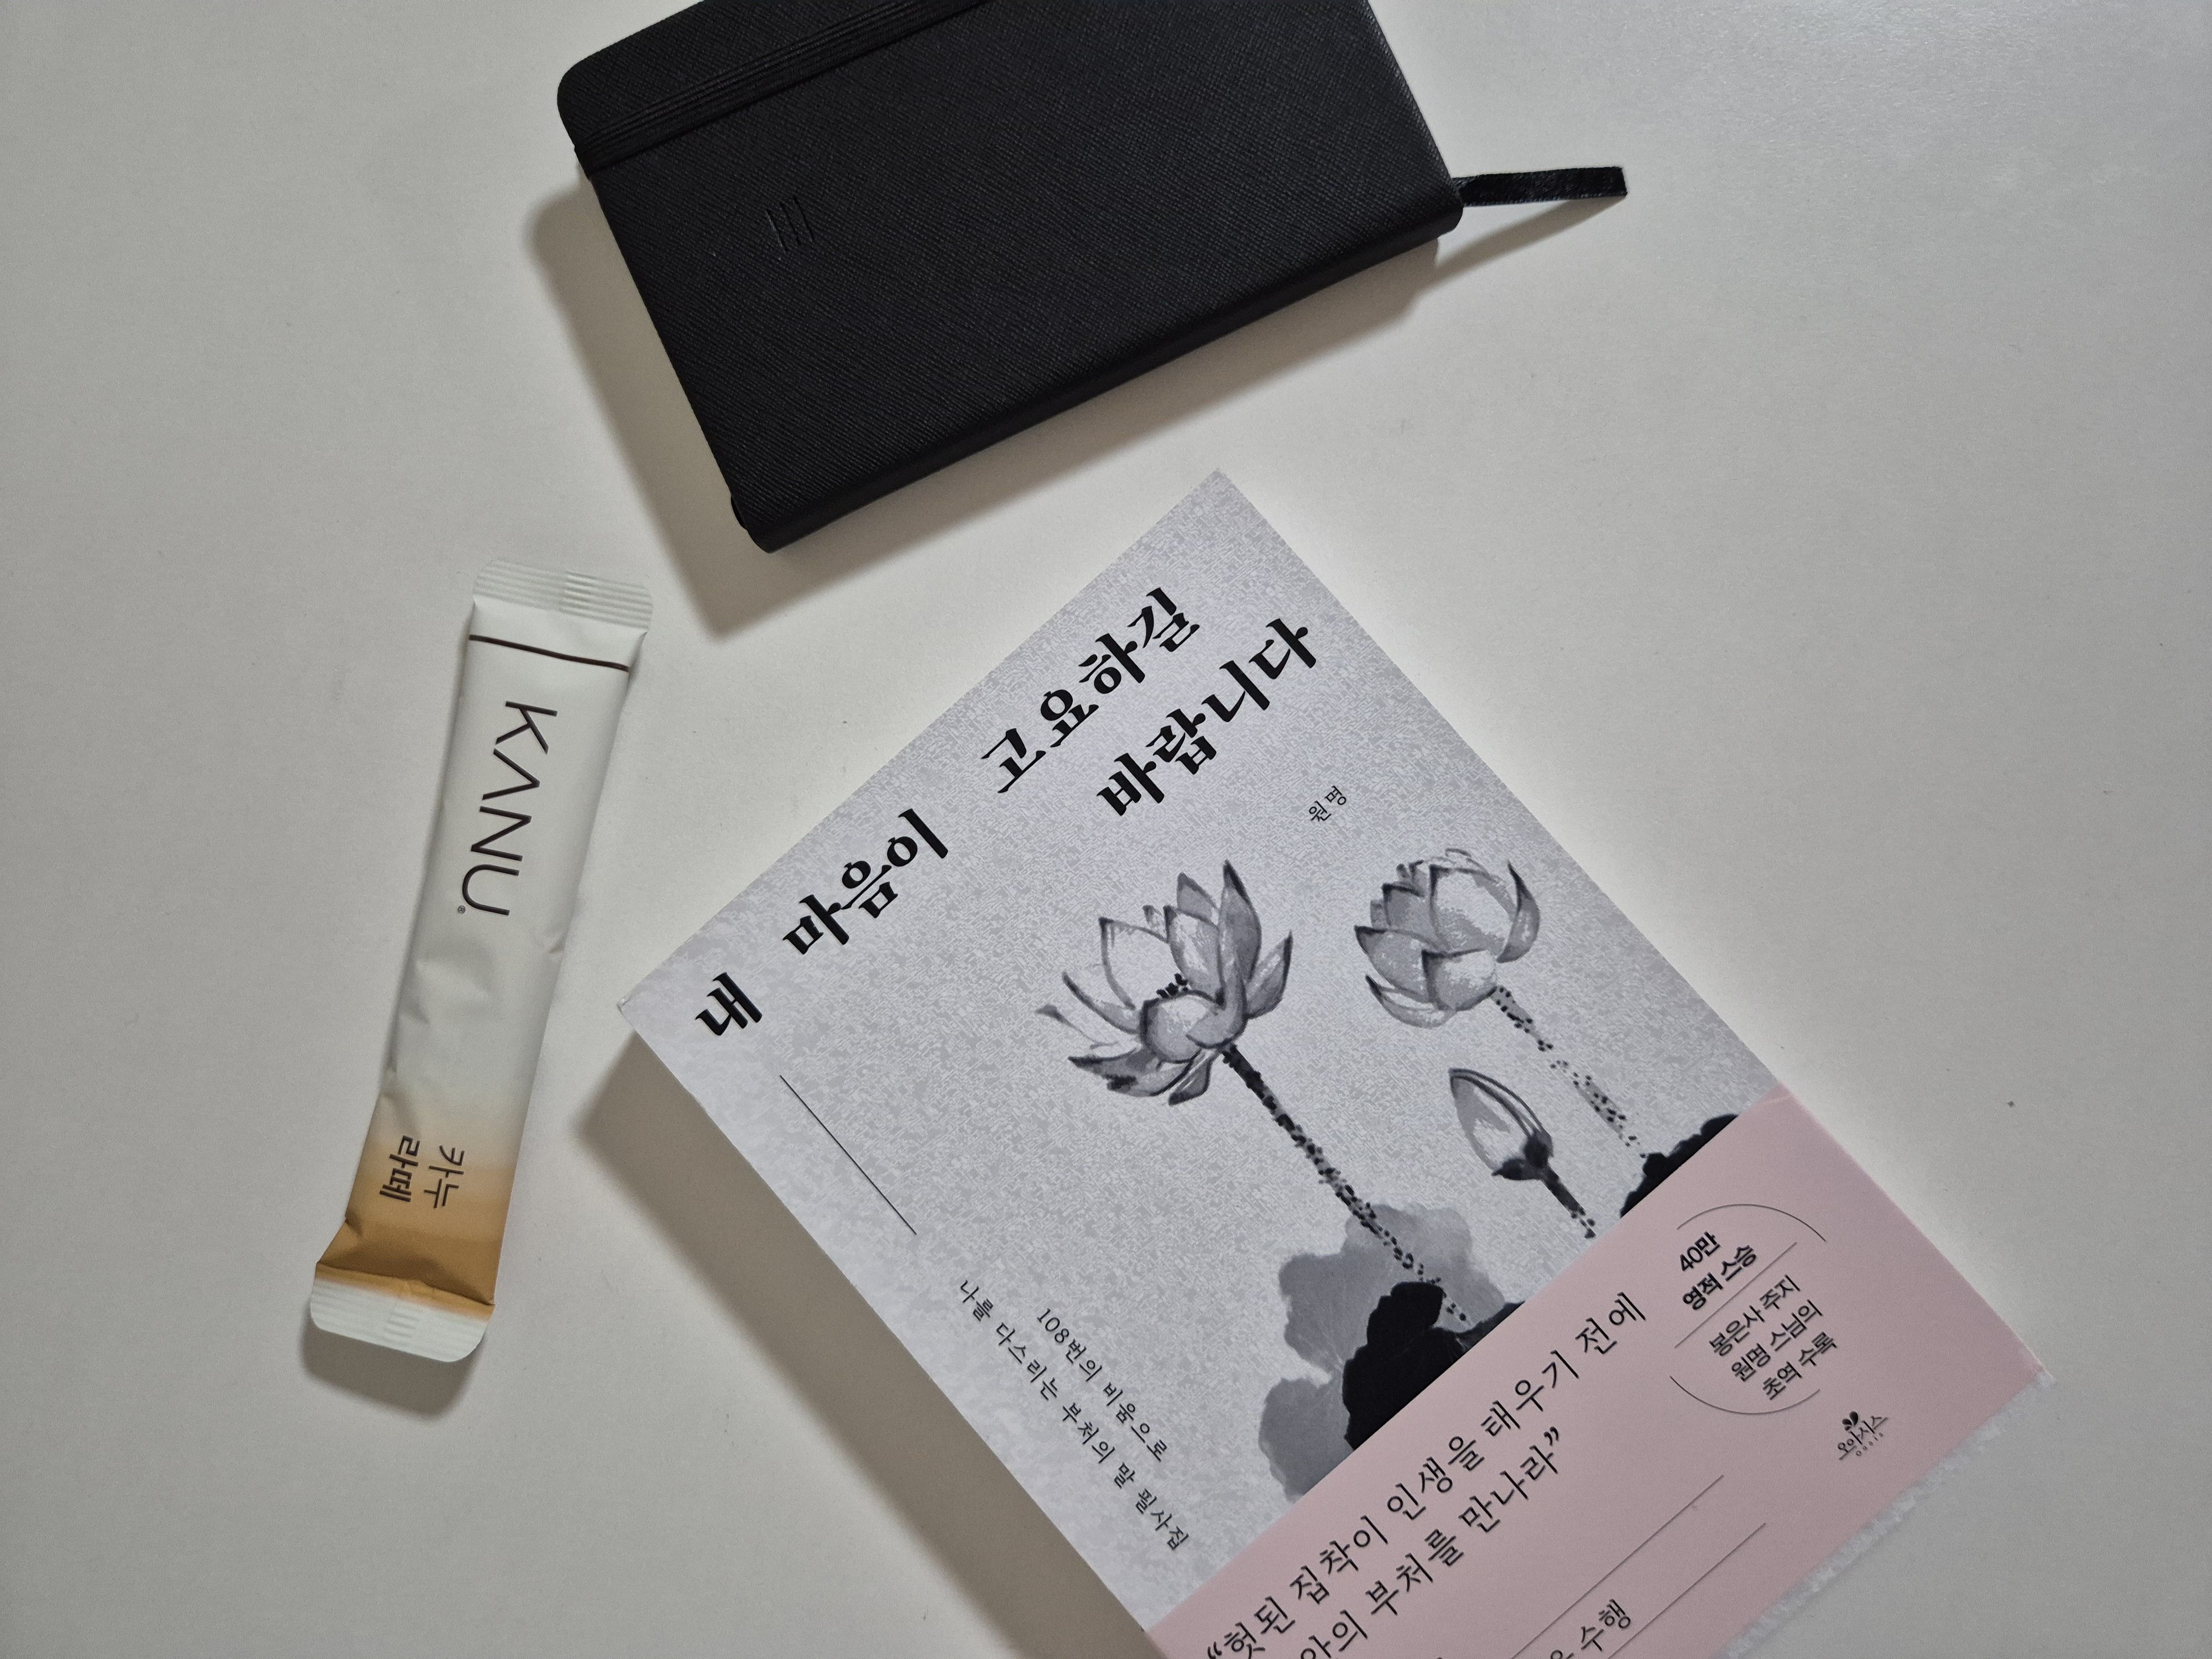 KANU®
카누
라떼
내 마음이 고요하길
바랍니다
원명
108번의 비움으로
나를 다스리는 부처의 말 필사집
40만
영적 스승
봉은사 주지
원명 스님의
초역 수록
“헛된 집착이 인생을 태우기 전에
부처를 만나라”
수행
오아시스
OASIS